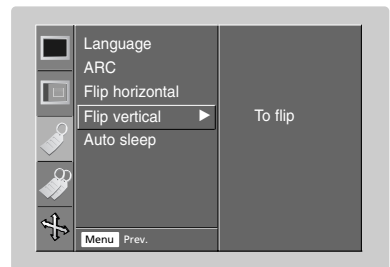 Language
ARC
Flip horizontal
Flip vertical ▶ To flip
Auto sleep
Menu Prev.